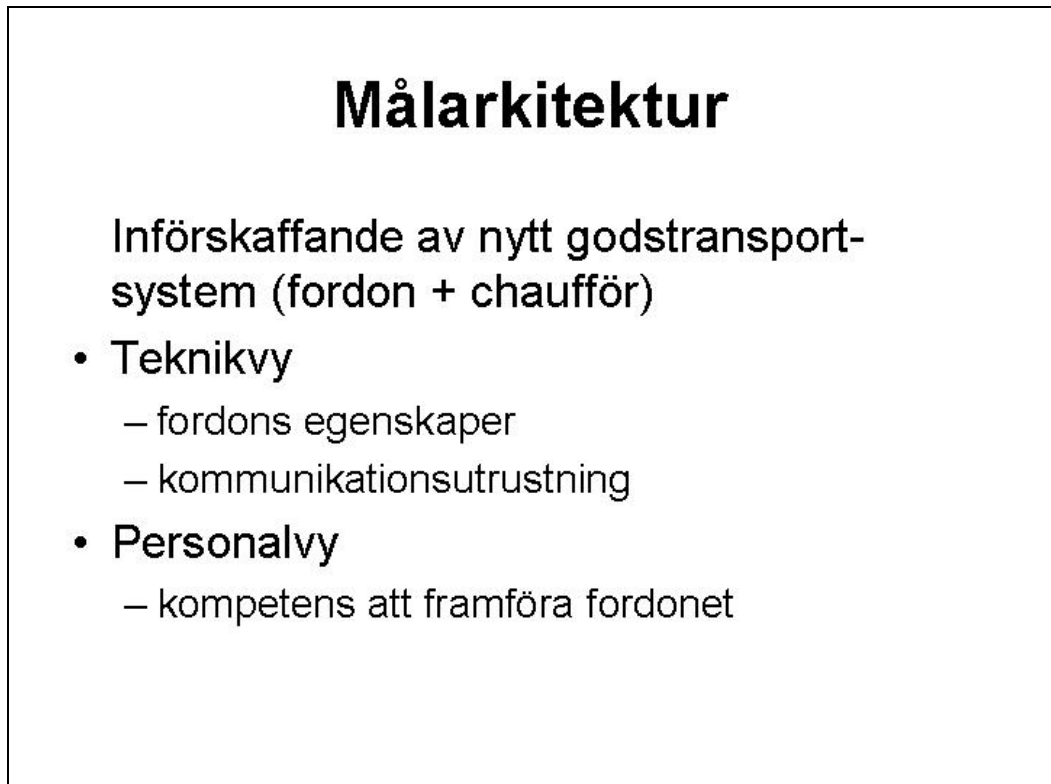 Målarkitektur
Införskaffande av nytt godstransport-
system (fordon + chaufför)
• Teknikvy
– fordons egenskaper
– kommunikationsutrustning
• Personalvy
– kompetens att framföra fordonet